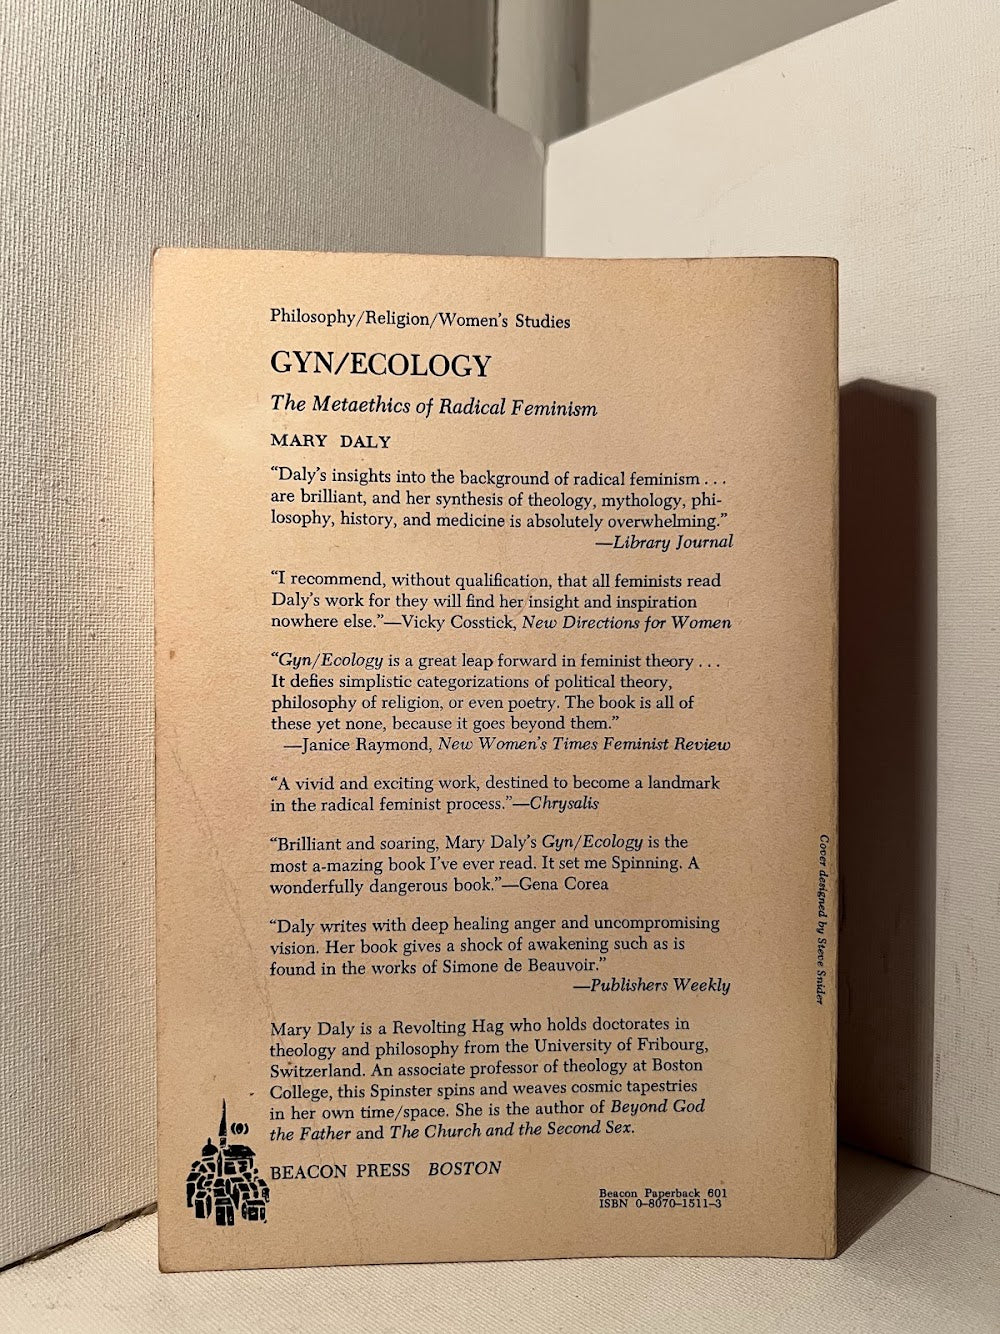 Philosophy/Religion/Women's Studies
GYN/ECOLOGY
The Metaethics of Radical Feminism
MARY DALY
“Daly's insights into the background of radical feminism . . .
are brilliant, and her synthesis of theology, mythology, phi-
losophy, history, and medicine is absolutely overwhelming.”
—Library Journal
“I recommend, without qualification, that all feminists read
Daly's work for they will find her insight and inspiration
nowhere else.”—Vicky Cosstick, New Directions for Women
“Gyn/Ecology is a great leap forward in feminist theory . . .
It defies simplistic categorizations of political theory,
philosophy of religion, or even poetry. The book is all of
these yet none, because it goes beyond them.”
—Janice Raymond, New Women's Times Feminist Review
“A vivid and exciting work, destined to become a landmark
in the radical feminist process.”—Chrysalis
“Brilliant and soaring, Mary Daly's Gyn/Ecology is the
most a-mazing book I've ever read. It set me Spinning. A
wonderfully dangerous book.”—Gena Corea
“Daly writes with deep healing anger and uncompromising
vision. Her book gives a shock of awakening such as is
found in the works of Simone de Beauvoir.”
—Publishers Weekly
Mary Daly is a Revolting Hag who holds doctorates in
theology and philosophy from the University of Fribourg,
Switzerland. An associate professor of theology at Boston
College, this Spinster spins and weaves cosmic tapestries
in her own time/space. She is the author of Beyond God
the Father and The Church and the Second Sex.
BEACON PRESS BOSTON
Beacon Paperback 601
ISBN 0-8070-1511-3
Cover designed by Steve Snider